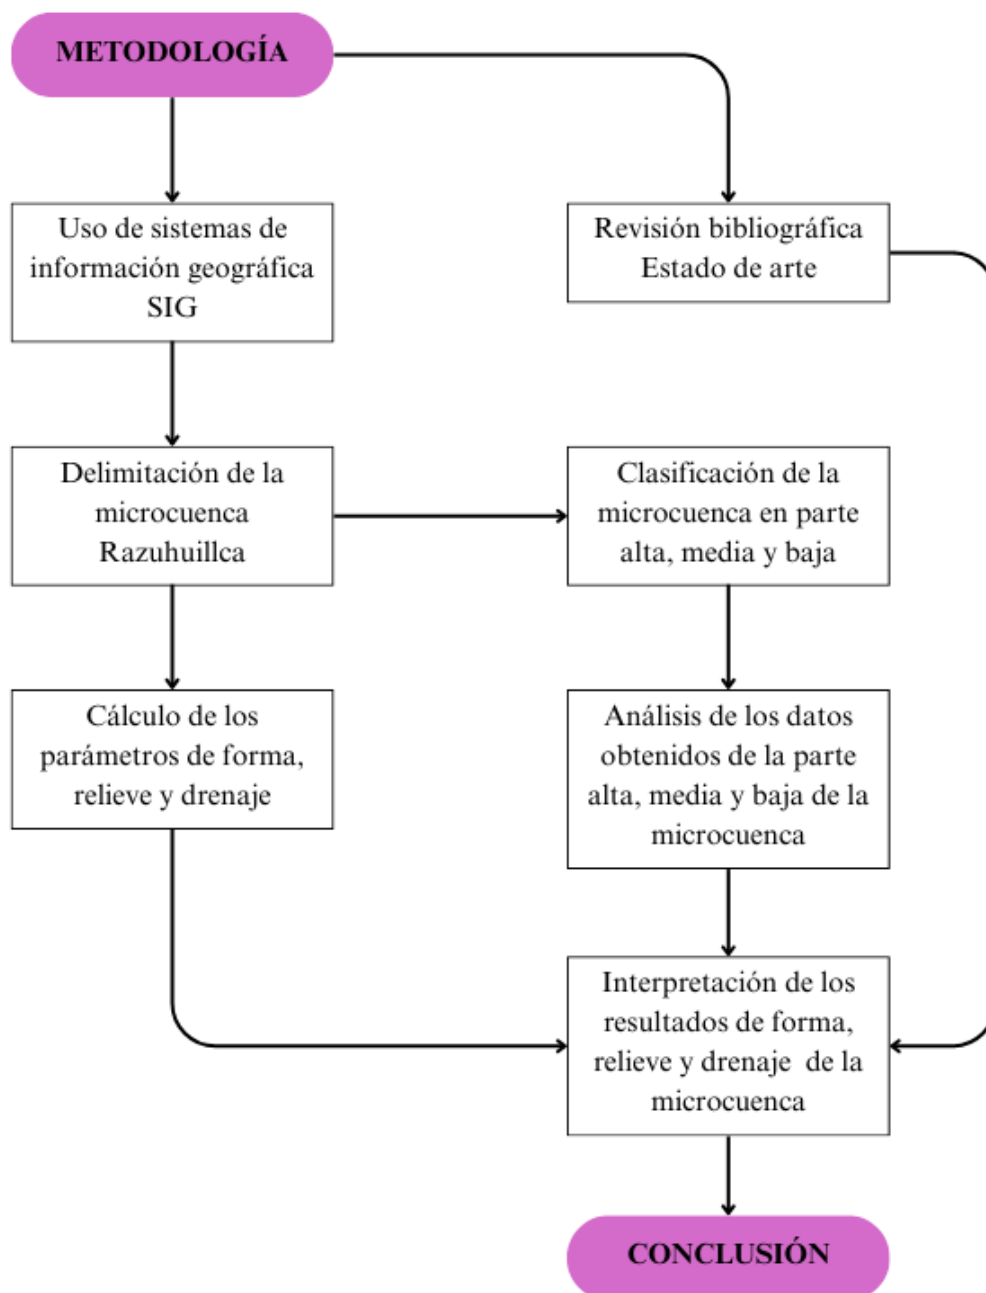 METODOLOGÍA
Uso de sistemas de
información geográfica
SIG
Revisión bibliográfica
Estado de arte
Delimitación de la
microcuenca
Razuhuillca
Clasificación de la
microcuenca en parte
alta, media y baja
Cálculo de los
parámetros de forma,
relieve y drenaje
Análisis de los datos
obtenidos de la parte
alta, media y baja de la
microcuenca
Interpretación de los
resultados de forma,
relieve y drenaje de la
microcuenca
CONCLUSIÓN